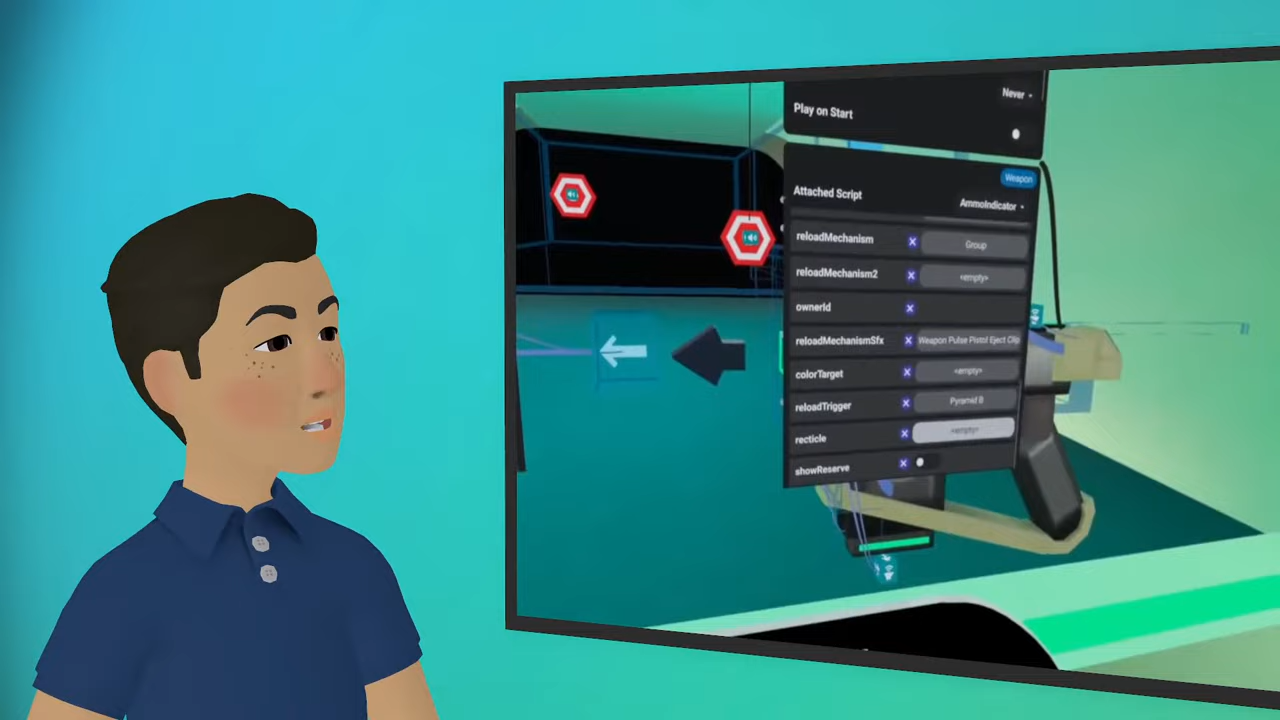 Never
Play on Start
Weapon
Attached Script AmmoIndicator
reloadMechanism X Group
reloadMechanism2 X <empty>
ownerId X
reloadMechanismSfx X Weapon Pulse Pistol Eject Clip
colorTarget X <empty>
reloadTrigger X Pyramid B
recticle X <empty>
showReserve X